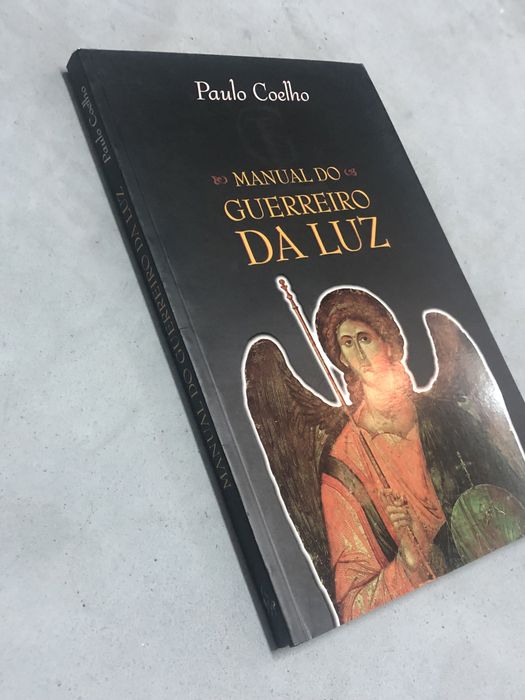 Paulo Coelho
MANUAL DO
GUERREIRO
DA LUZ
MANUAL DO GUERREIRO DA LUZ Paulo Coelho